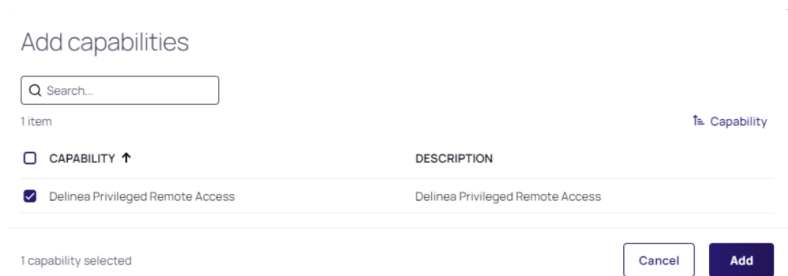 Add capabilities
Search...
1 item
Capability
CAPABILITY ↑ DESCRIPTION
Delinea Privileged Remote Access Delinea Privileged Remote Access
1 capability selected Cancel Add